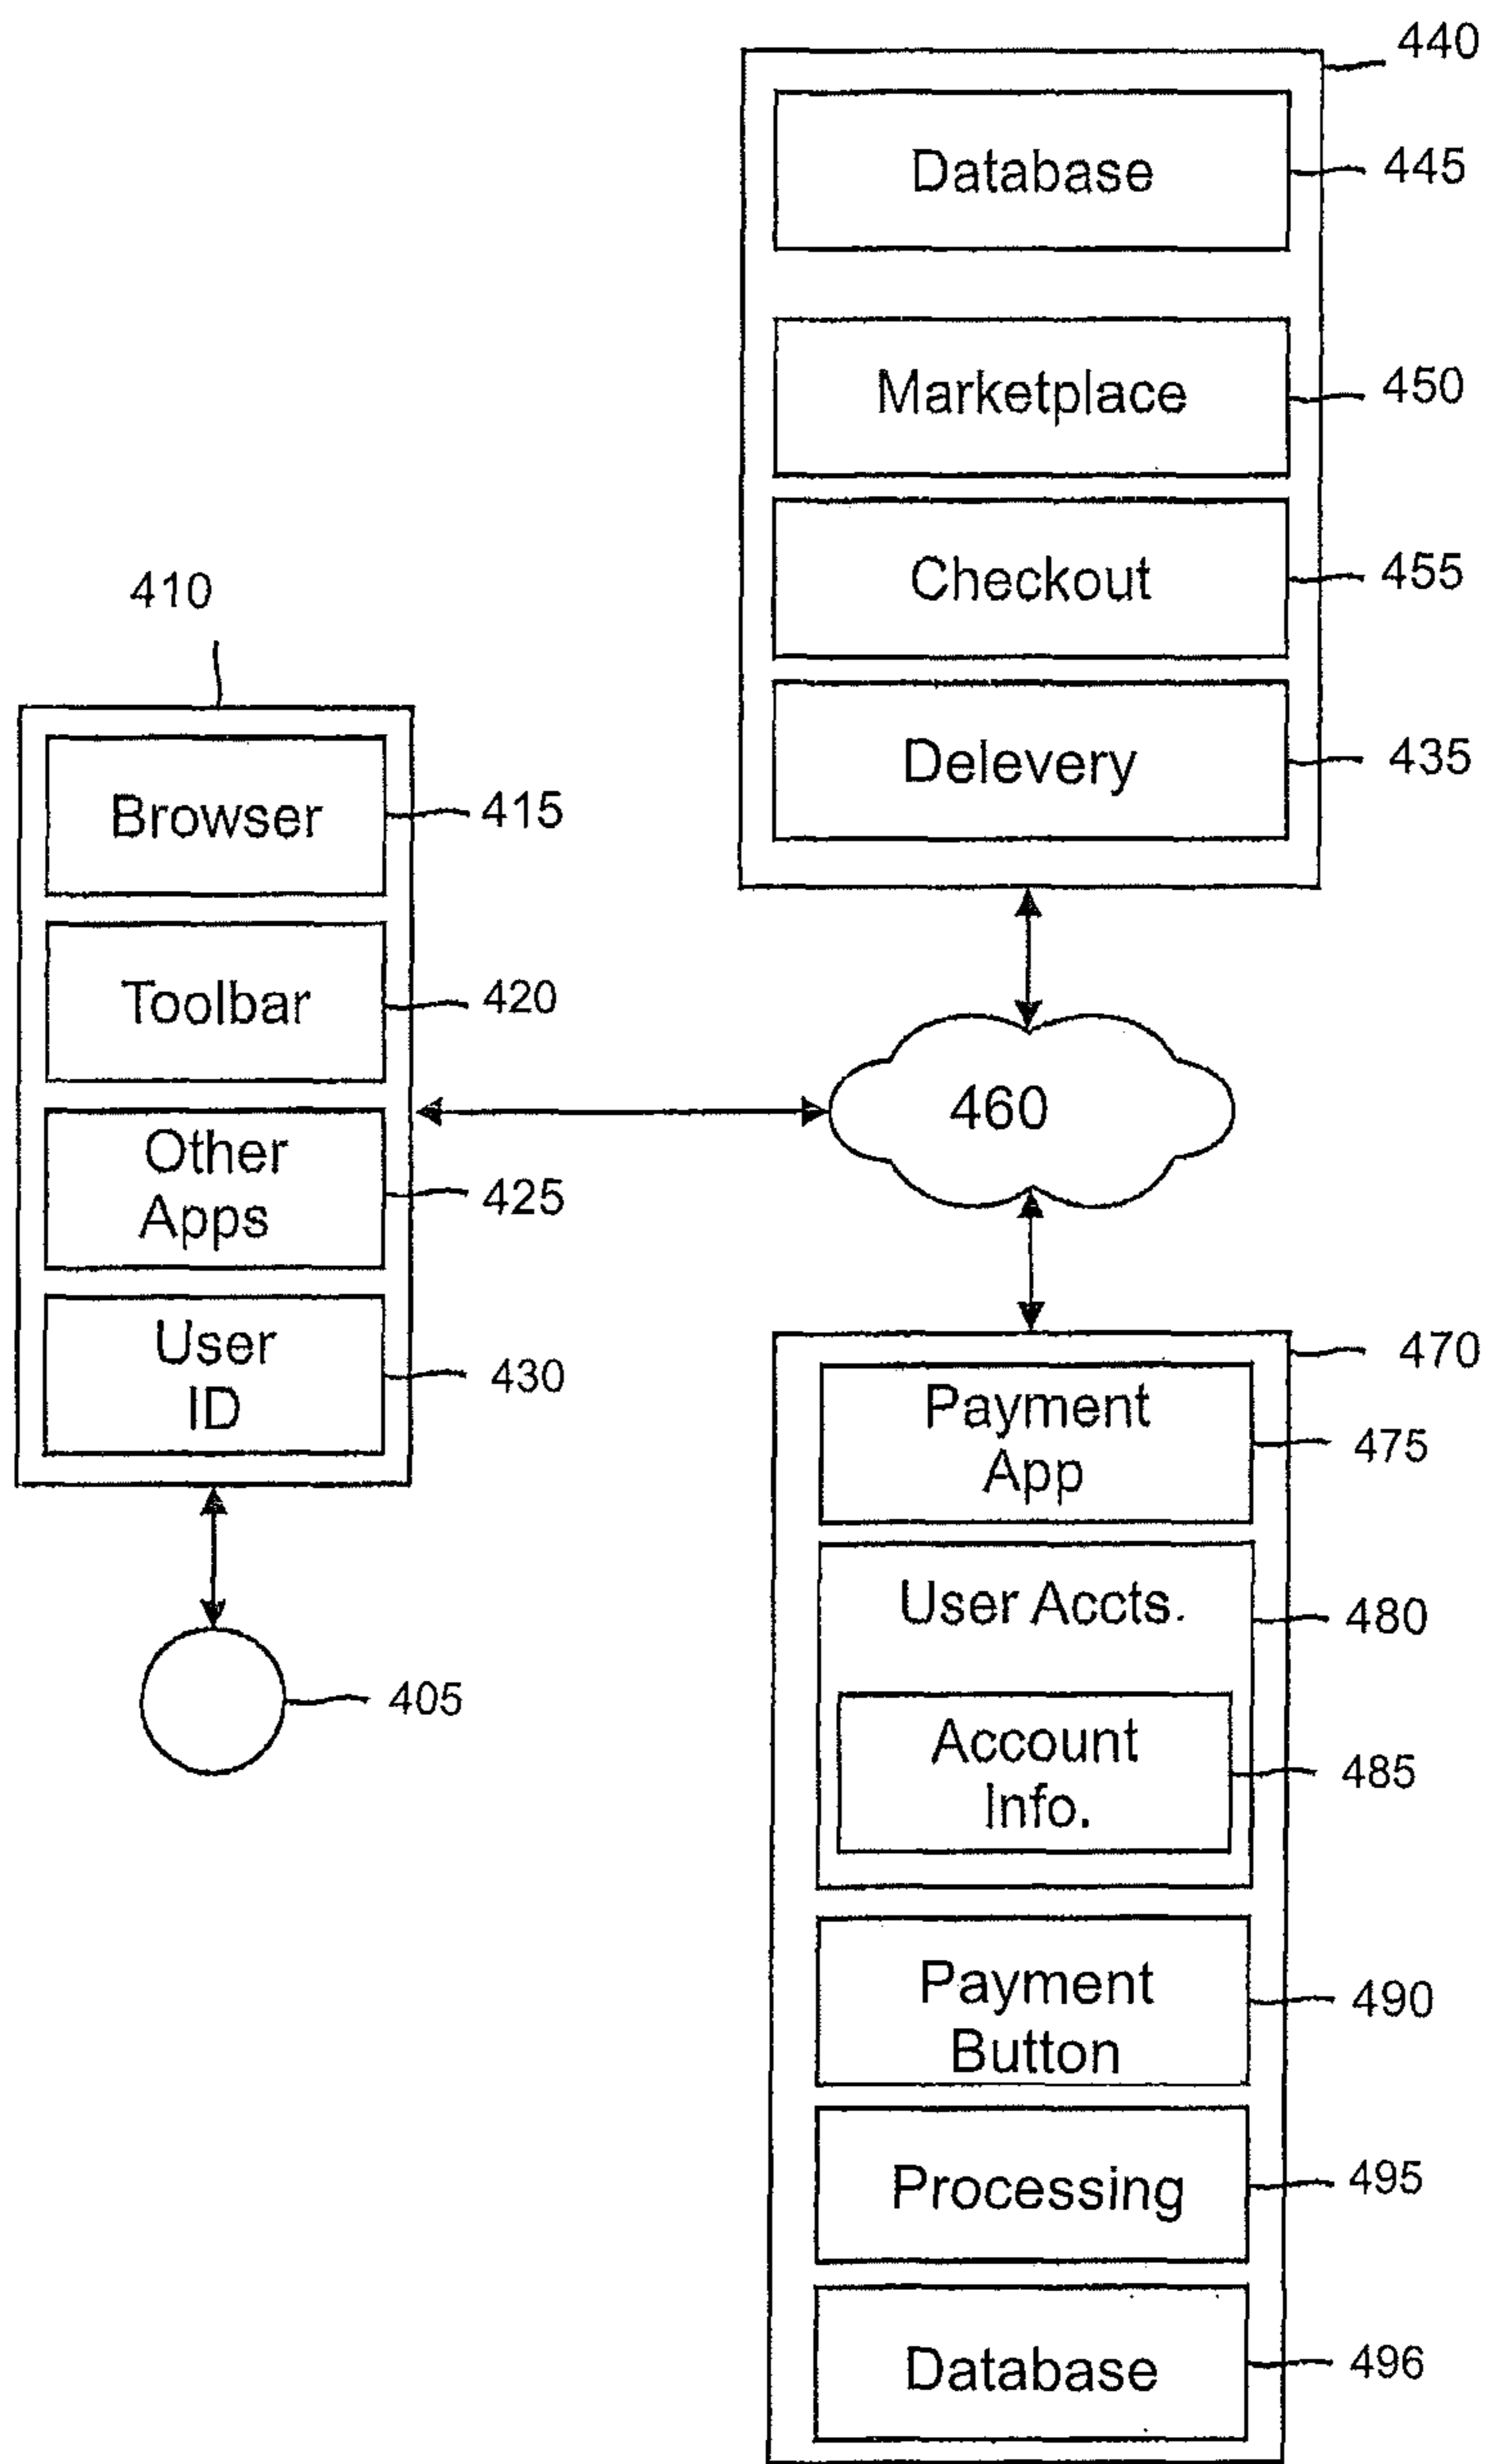 440
Database
445
Marketplace
450
Checkout
455
Delevery
435
410
Browser
415
Toolbar
420
Other
Apps
425
User
ID
430
405
460
470
Payment
App
475
User Accts.
480
Account
Info.
485
Payment
Button
490
Processing
495
Database
496